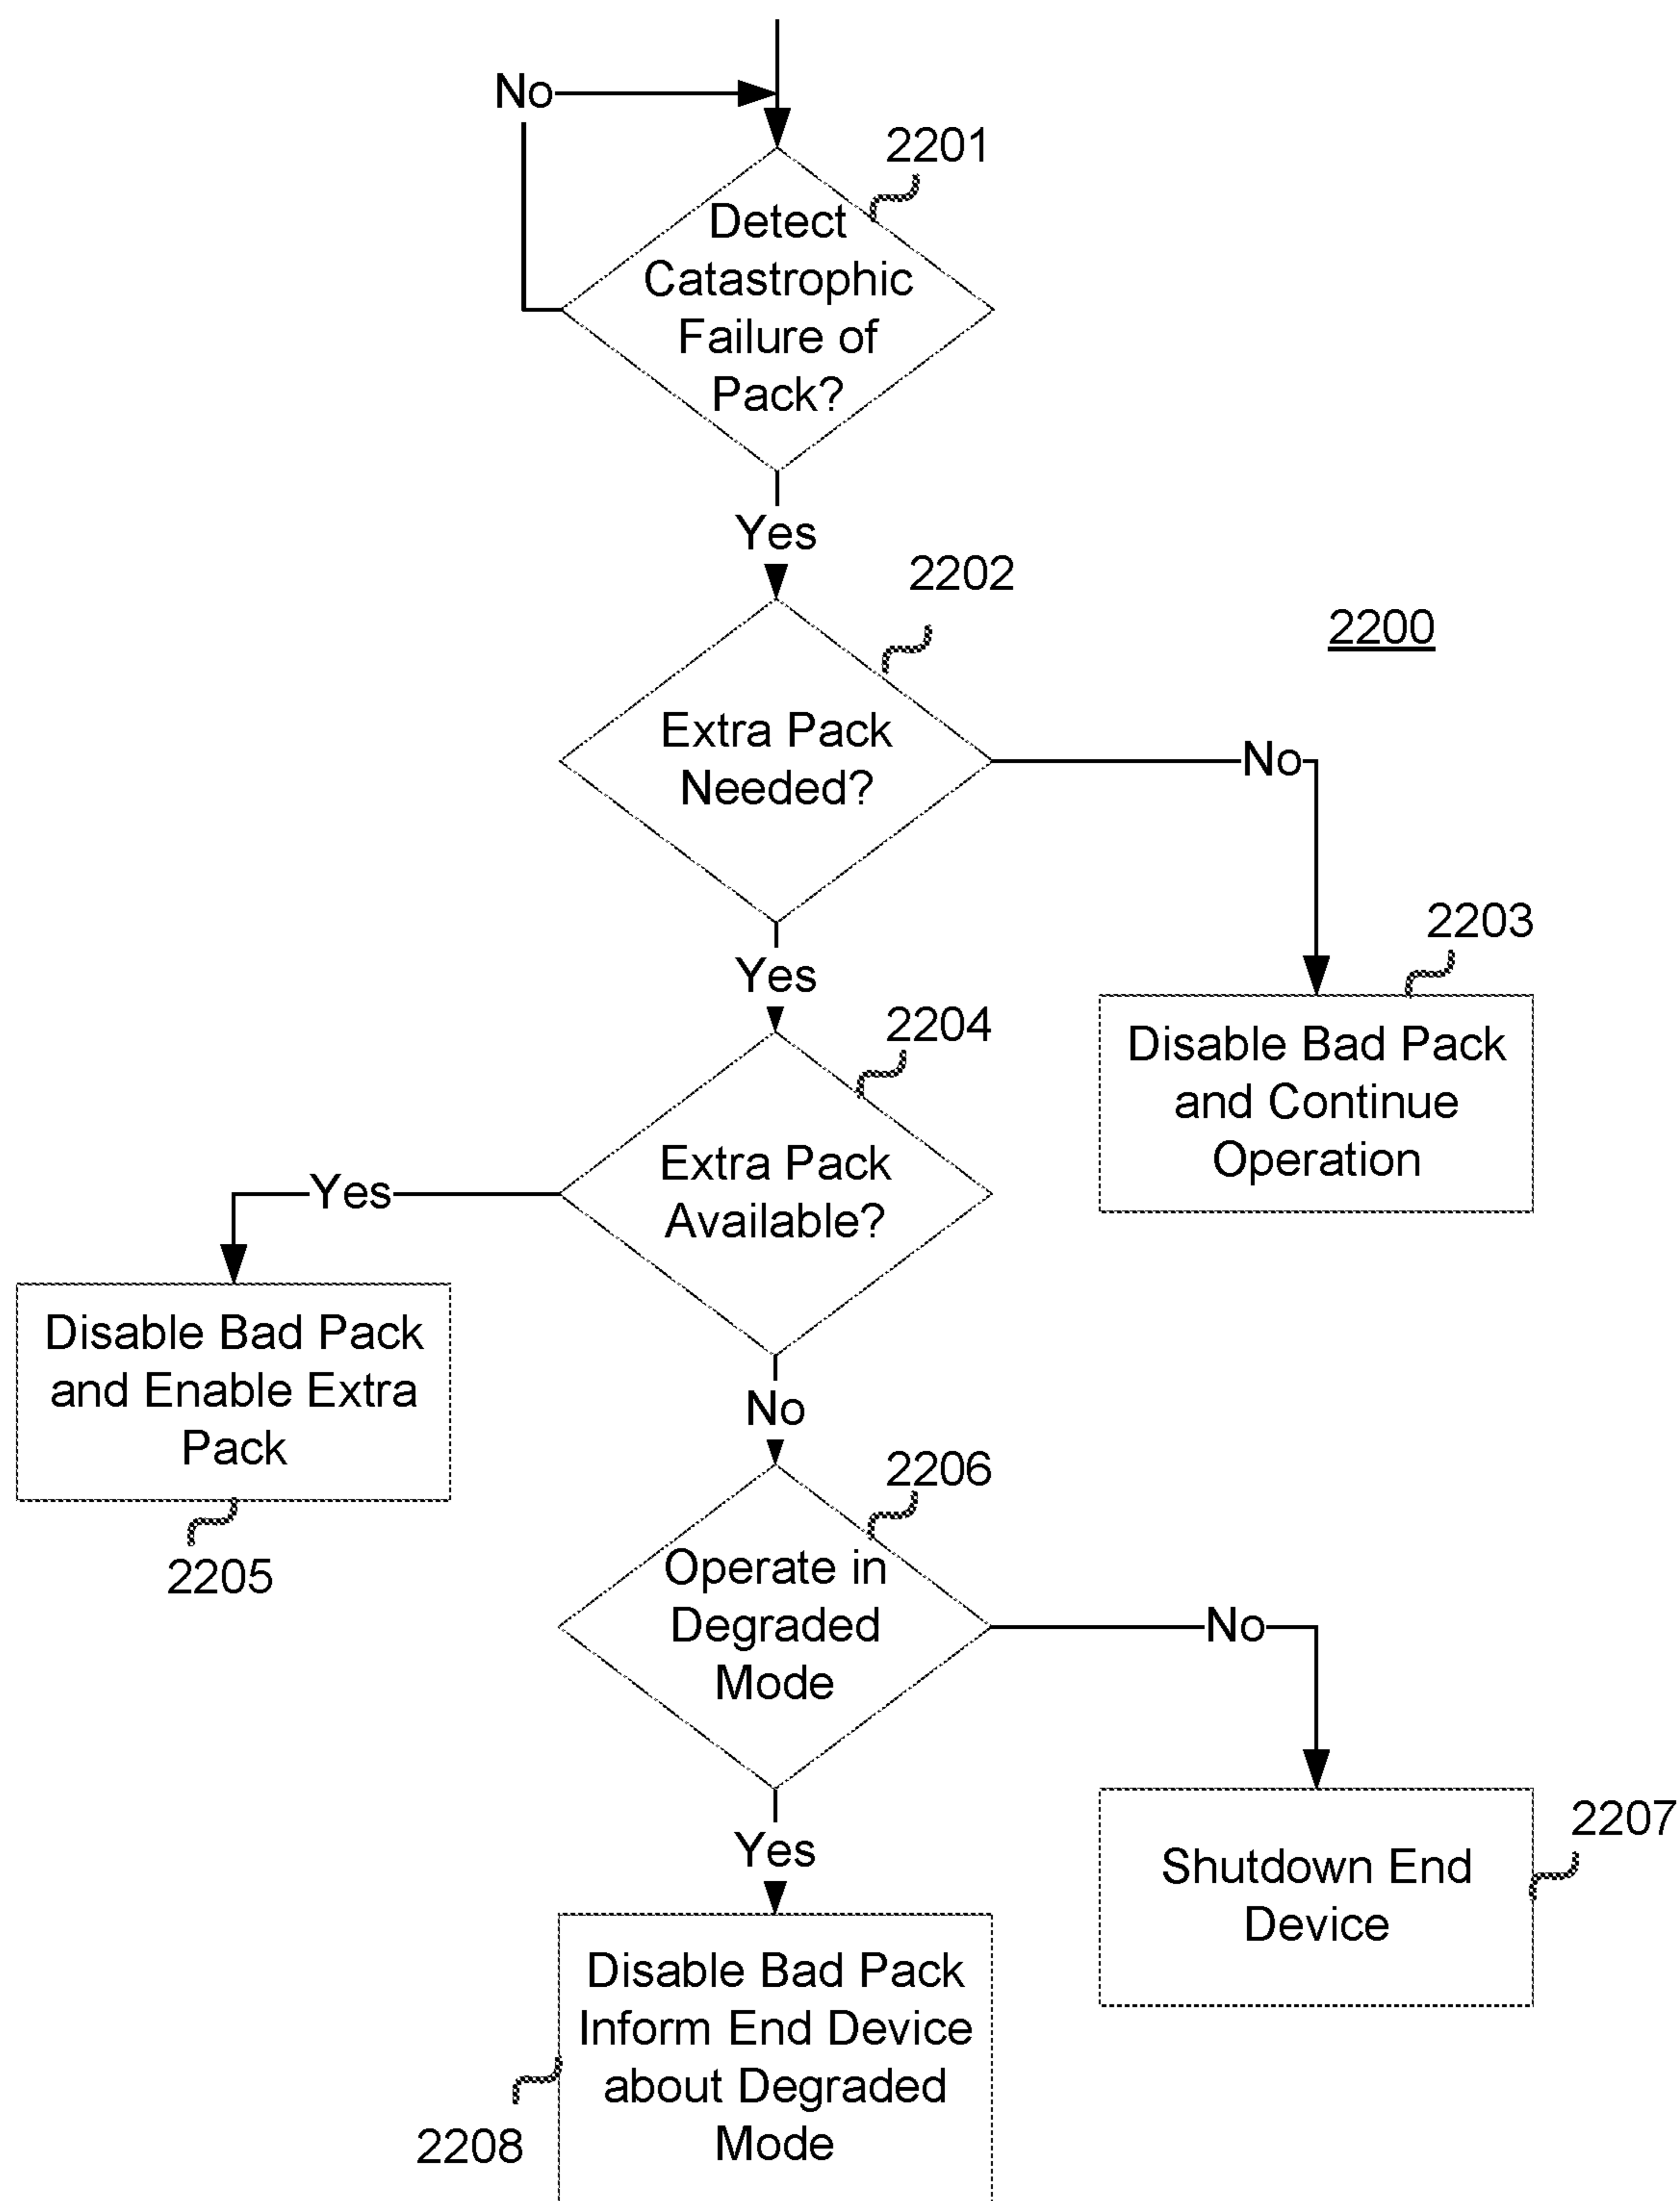 No
2201
Detect
Catastrophic
Failure of
Pack?
Yes
2202
2200
Extra Pack
Needed?
No
2203
Yes
2204
Disable Bad Pack
and Continue
Operation
Extra Pack
Available?
Yes
Disable Bad Pack
and Enable Extra
Pack
No
2205
2206
Operate in
Degraded
Mode
No
2207
Yes
Shutdown End
Device
Disable Bad Pack
Inform End Device
about Degraded
Mode
2208